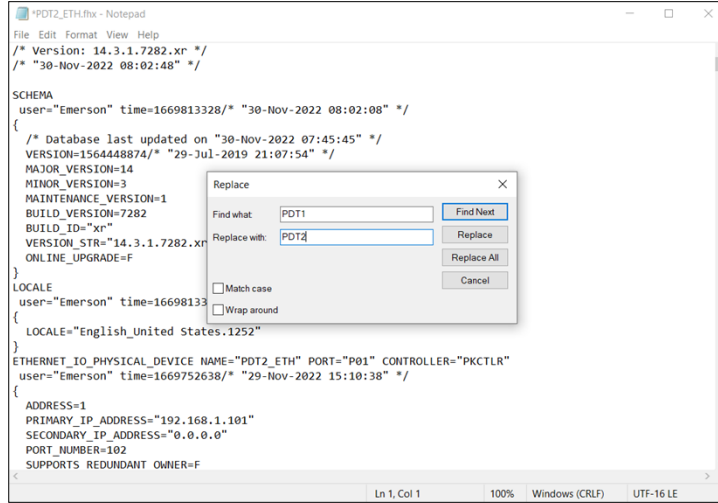 *PDT2_ETH.fhx - Notepad
File Edit Format View Help
/* Version: 14.3.1.7282.xr */
/* "30-Nov-2022 08:02:48" */
SCHEMA
user="Emerson" time=1669813328/* "30-Nov-2022 08:02:08" */
{
/* Database last updated on "30-Nov-2022 07:45:45" */
VERSION=1564448874/* "29-Jul-2019 21:07:54" */
MAJOR_VERSION=14
MINOR_VERSION=3
MAINTENANCE_VERSION=1
BUILD_VERSION=7282
BUILD_ID="xr"
VERSION_STR="14.3.1.7282.xr
ONLINE_UPGRADE=F
}
LOCALE
user="Emerson" time=16698133
{
LOCALE="English_United States.1252"
}
ETHERNET_IO_PHYSICAL_DEVICE NAME="PDT2_ETH" PORT="P01" CONTROLLER="PKCTLR"
user="Emerson" time=1669752638/* "29-Nov-2022 15:10:38" */
{
ADDRESS=1
PRIMARY_IP_ADDRESS="192.168.1.101"
SECONDARY_IP_ADDRESS="0.0.0.0"
PORT_NUMBER=102
SUPPORTS_REDUNDANT_OWNER=F
Replace
Find what: PDT1 Find Next
Replace with: PDT2 Replace
Replace All
Cancel
Match case
Wrap around
Ln 1, Col 1 100% Windows (CRLF) UTF-16 LE